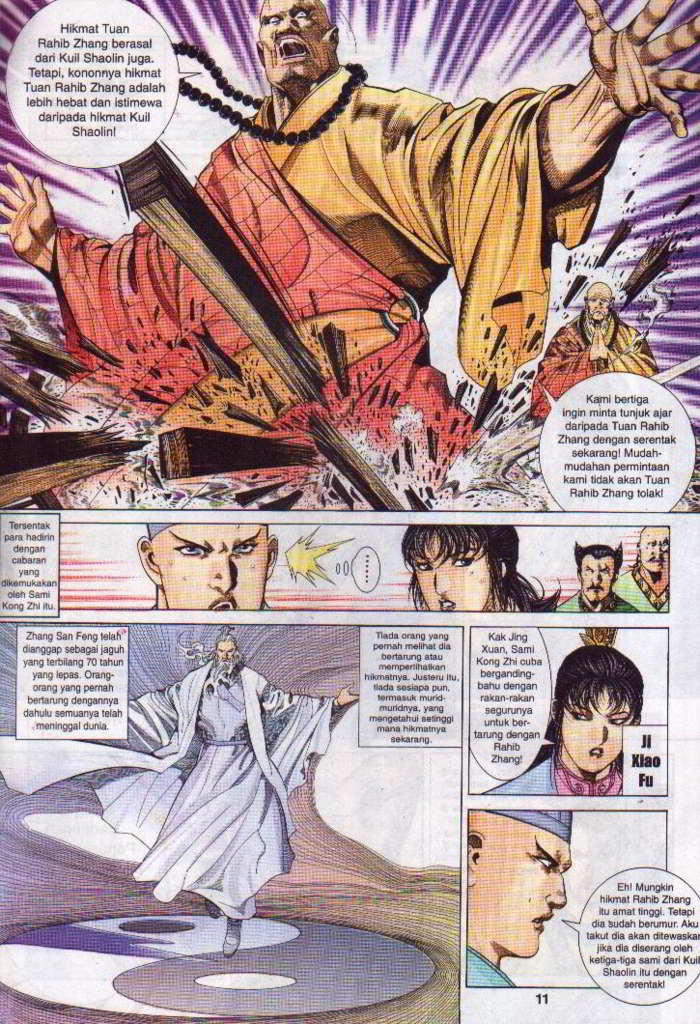 Hikmat Tuan
Rahib Zhang berasal
dari Kuil Shaolin juga.
Tetapi, kononnya hikmat
Tuan Rahib Zhang adalah
lebih hebat dan istimewa
daripada hikmat Kuil
Shaolin!
Kami bertiga
ingin minta tunjuk ajar
daripada Tuan Rahib
Zhang dengan serentak
sekarang! Mudah-
mudahan permintaan
kami tidak akan Tuan
Rahib Zhang tolak!
Tersentak
para hadirin
dengan
cabaran
yang
dikemukakan
oleh Sami
Kong Zhi itu.
Zhang San Feng telah
dianggap sebagai jaguh
yang terbilang 70 tahun
yang lepas. Orang-
orang yang pernah
bertarung dengannya
dahulu semuanya telah
meninggal dunia.
Tiada orang yang
pernah melihat dia
bertarung atau
memperlihatkan
hikmatnya. Justeru itu,
tiada sesiapa pun,
termasuk murid-
muridnya, yang
mengetahui setinggi
mana hikmatnya
sekarang.
Kak Jing
Xuan, Sami
Kong Zhi cuba
berganding-
bahu dengan
rakan-rakan
segurunya
untuk ber-
tarung dengan
Rahib
Zhang!
Ji
Xiao
Fu
Eh! Mungkin
hikmat Rahib Zhang
itu amat tinggi. Tetapi
dia sudah berumur. Aku
takut dia akan ditewaskan
jika dia diserang oleh
ketiga-tiga sami dari Kuil
Shaolin itu dengan
serentak!
11